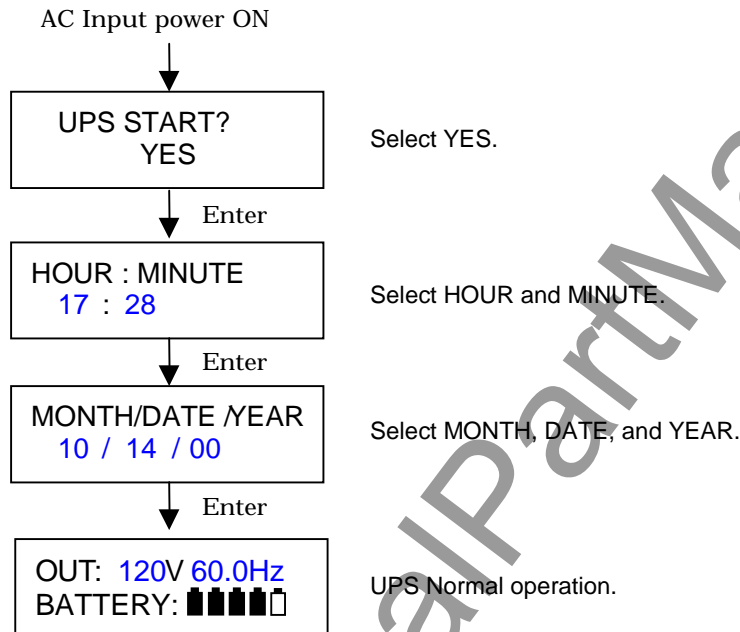 AC Input power ON
UPS START?
YES
Select YES.
Enter
HOUR : MINUTE
17 : 28
Select HOUR and MINUTE.
Enter
MONTH/DATE /YEAR
10 / 14 / 00
Select MONTH, DATE, and YEAR.
Enter
OUT: 120V 60.0Hz
BATTERY:
UPS Normal operation.
alPartMa